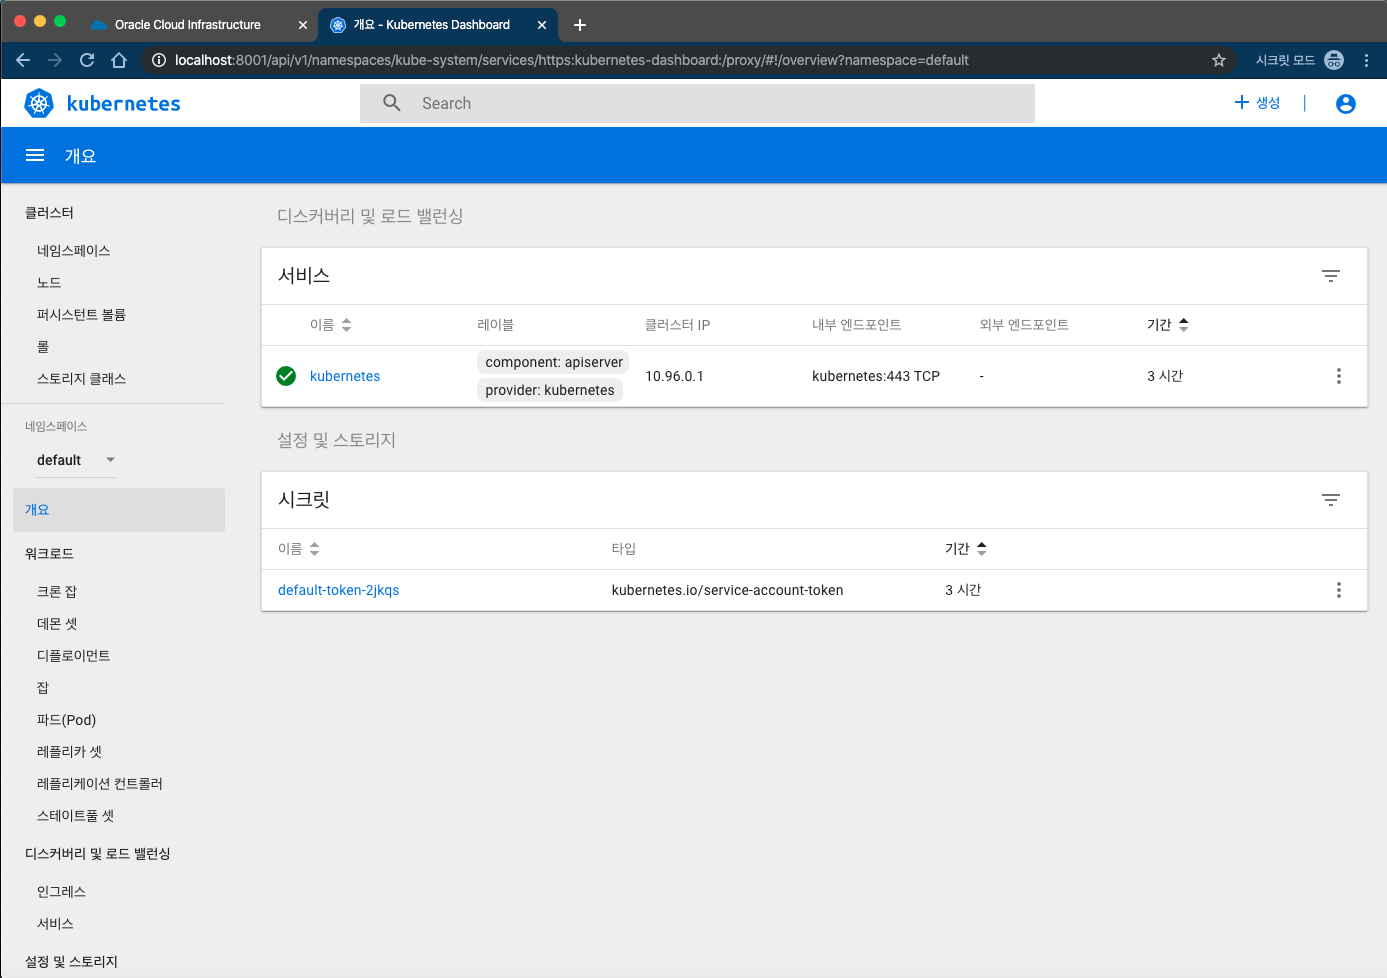 Oracle Cloud Infrastructure
개요 - Kubernetes Dashboard
localhost:8001/api/v1/namespaces/kube-system/services/https:kubernetes-dashboard:/proxy/#!/overview?namespace=default
시크릿 모드
kubernetes
Search
생성
개요
클러스터
네임스페이스
노드
퍼시스턴트 볼륨
롤
스토리지 클래스
네임스페이스
default
개요
워크로드
크론 잡
데몬 셋
디플로이먼트
잡
파드(Pod)
레플리카 셋
레플리케이션 컨트롤러
스테이트풀 셋
디스커버리 및 로드 밸런싱
인그레스
서비스
설정 및 스토리지
디스커버리 및 로드 밸런싱
서비스
이름 레이블 클러스터 IP 내부 엔드포인트 외부 엔드포인트 기간
kubernetes component: apiserver 10.96.0.1 kubernetes:443 TCP - 3 시간
provider: kubernetes
설정 및 스토리지
시크릿
이름 타입 기간
default-token-2jkqs kubernetes.io/service-account-token 3 시간